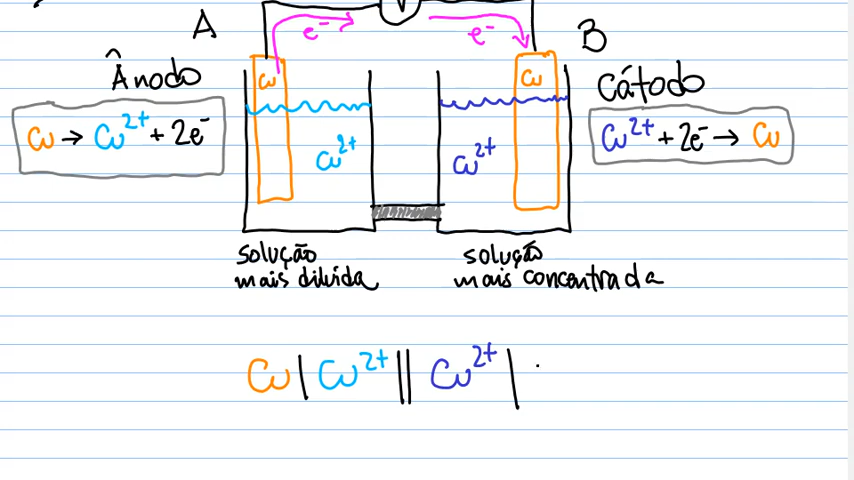 A
e⁻
e⁻
B
V
Ânodo
Cu
Cu
Cátodo
Cu → Cu²⁺ + 2e⁻
Cu²⁺
Cu²⁺
Cu²⁺ + 2e⁻ → Cu
solução
mais diluída
solução
mais concentrada
Cu | Cu²⁺ || Cu²⁺ |